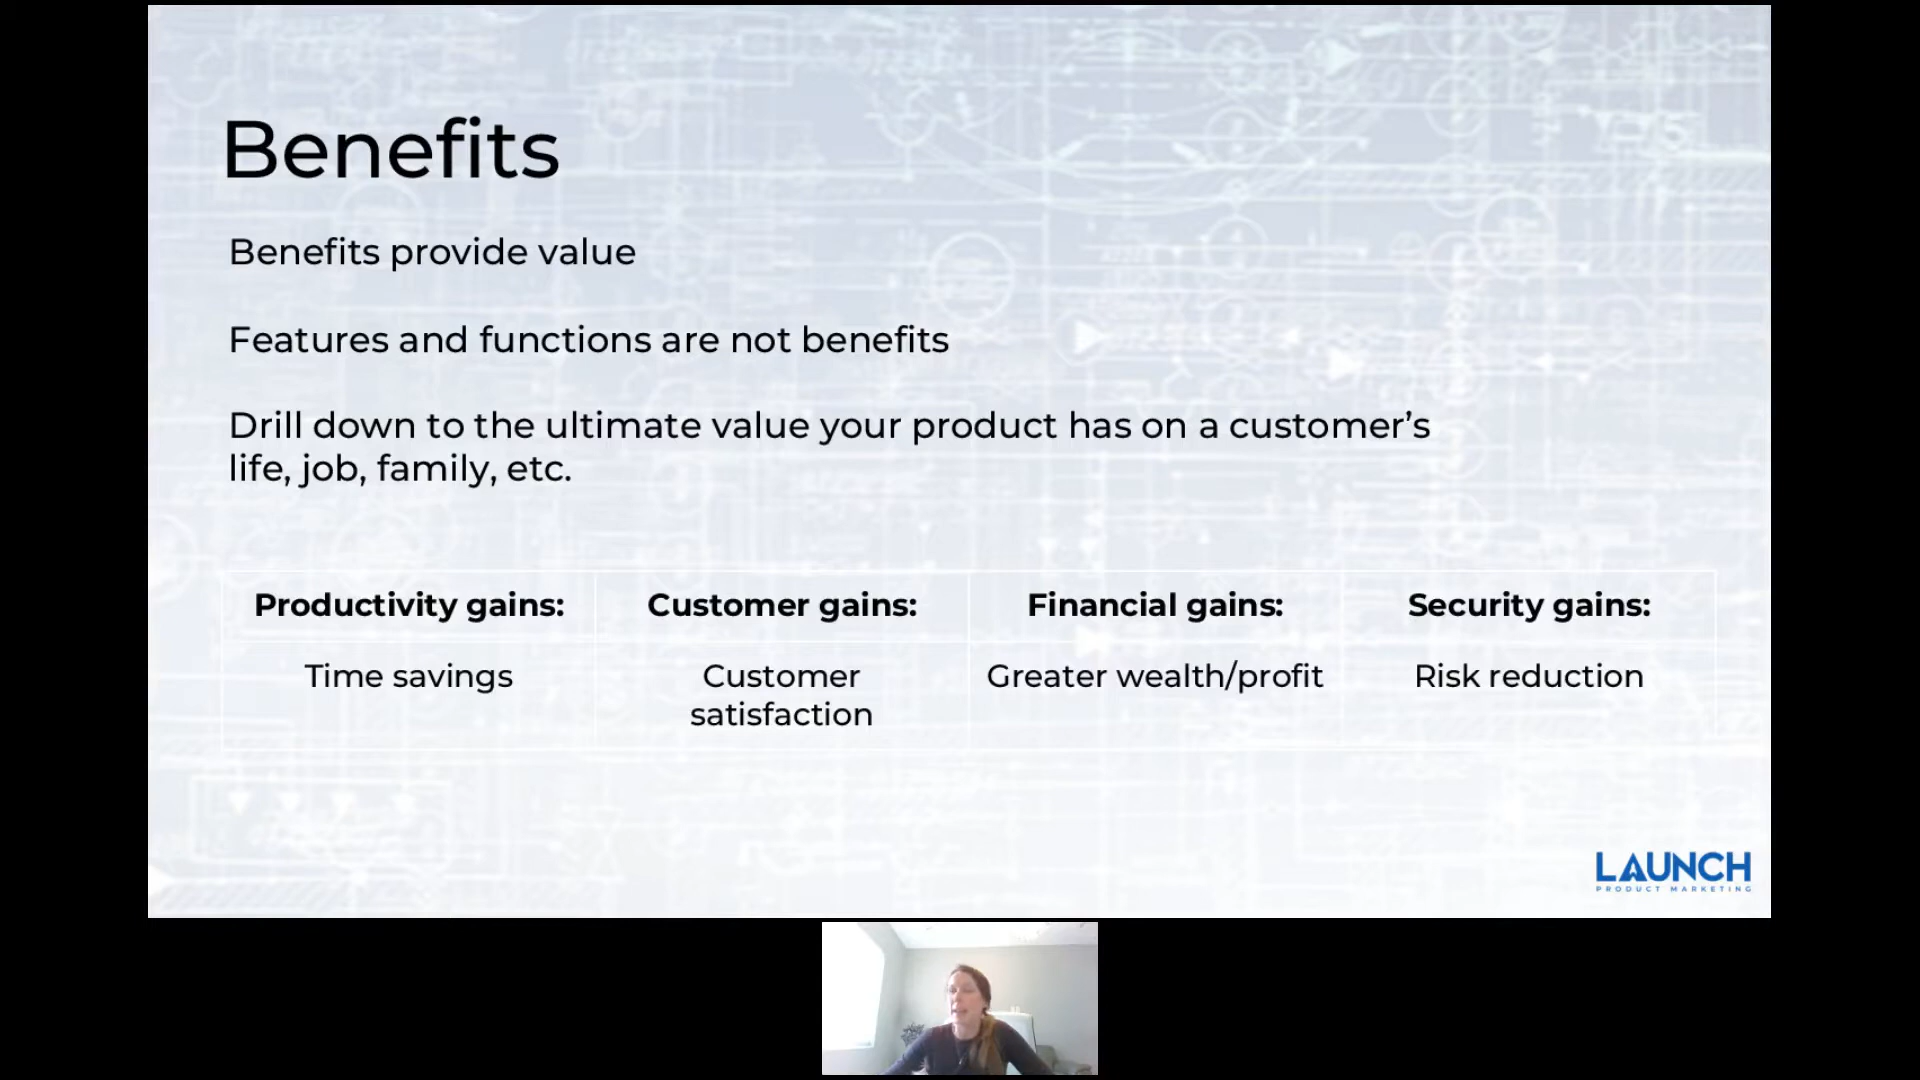 Benefits
Benefits provide value
Features and functions are not benefits
Drill down to the ultimate value your product has on a customer’s
life, job, family, etc.
Productivity gains:
Customer gains:
Financial gains:
Security gains:
Time savings
Customer
satisfaction
Greater wealth/profit
Risk reduction
LAUNCH
PRODUCT MARKETING